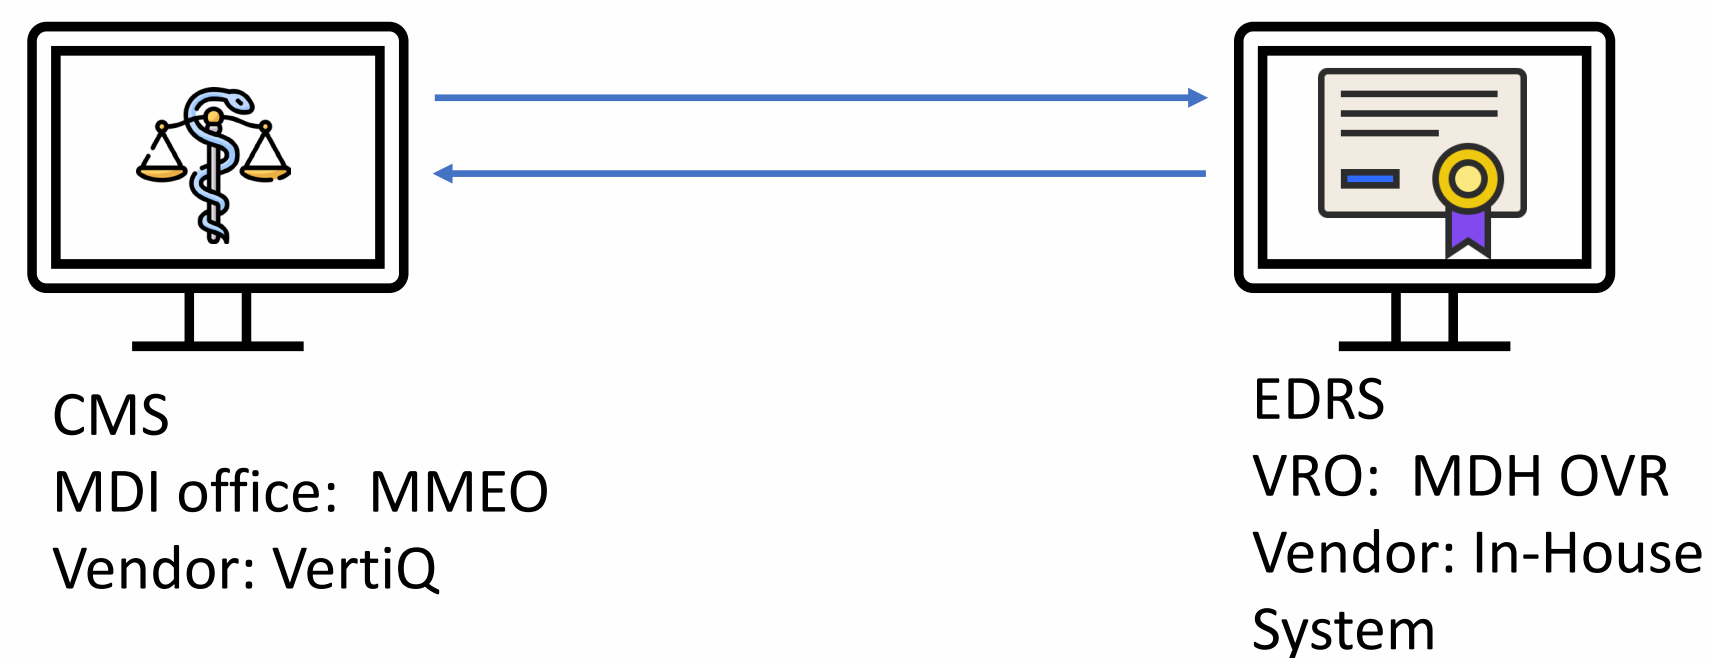 CMS
MDI office:  MMEO
Vendor: VertiQ
EDRS
VRO:  MDH OVR
Vendor: In-House
System